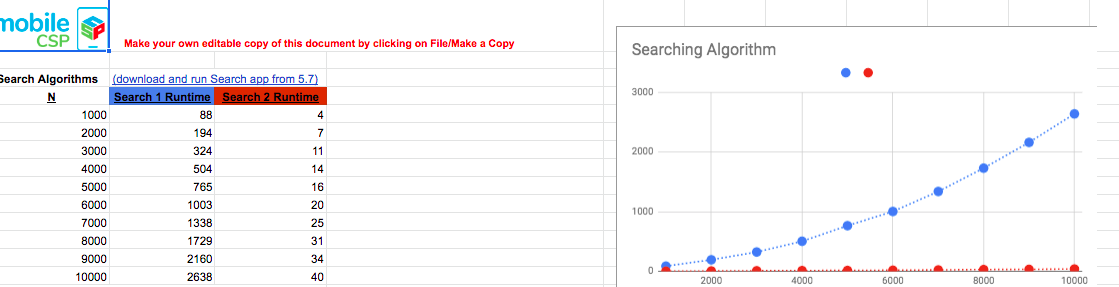 mobile
CSP
Make your own editable copy of this document by clicking on File/Make a Copy
Search Algorithms (download and run Search app from 5.7)
N Search 1 Runtime Search 2 Runtime
1000 88 4
2000 194 7
3000 324 11
4000 504 14
5000 765 16
6000 1003 20
7000 1338 25
8000 1729 31
9000 2160 34
10000 2638 40
Searching Algorithm
3000
2000
1000
0
2000 4000 6000 8000 10000